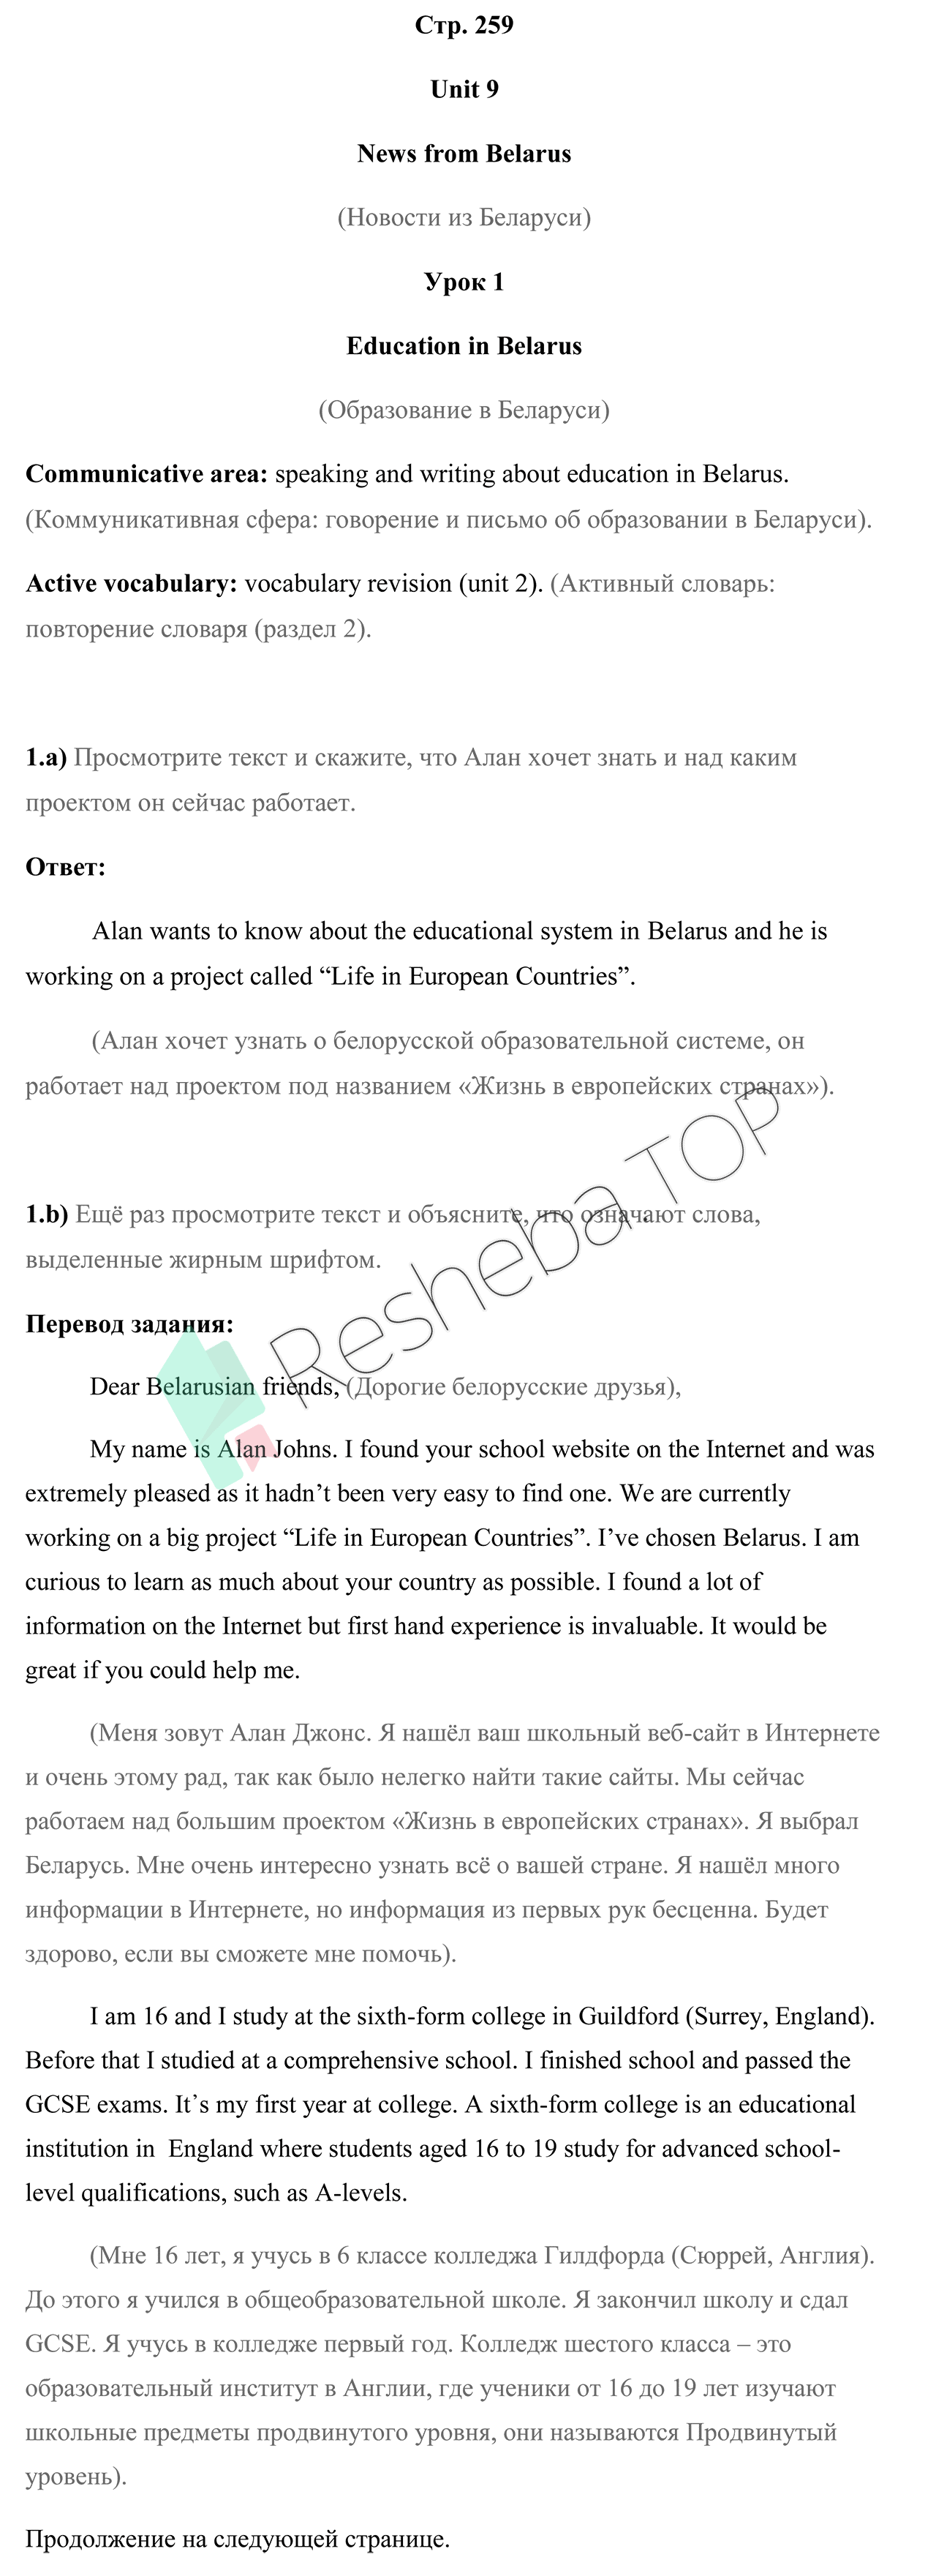 Стр. 259
Unit 9
News from Belarus
(Новости из Беларуси)
Урок 1
Education in Belarus
(Образование в Беларуси)
Communicative area: speaking and writing about education in Belarus.
(Коммуникативная сфера: говорение и письмо об образовании в Беларуси).
Active vocabulary: vocabulary revision (unit 2). (Активный словарь:
повторение словаря (раздел 2).
1.a) Просмотрите текст и скажите, что Алан хочет знать и над каким
проектом он сейчас работает.
Ответ:
Alan wants to know about the educational system in Belarus and he is
working on a project called “Life in European Countries”.
(Алан хочет узнать о белорусской образовательной системе, он
работает над проектом под названием «Жизнь в европейских странах»).
1.b) Ещё раз просмотрите текст и объясните, что означают слова,
выделенные жирным шрифтом.
Перевод задания:
Dear Belarusian friends, (Дорогие белорусские друзья),
My name is Alan Johns. I found your school website on the Internet and was
extremely pleased as it hadn’t been very easy to find one. We are currently
working on a big project “Life in European Countries”. I’ve chosen Belarus. I am
curious to learn as much about your country as possible. I found a lot of
information on the Internet but first hand experience is invaluable. It would be
great if you could help me.
(Меня зовут Алан Джонс. Я нашёл ваш школьный веб-сайт в Интернете
и очень этому рад, так как было нелегко найти такие сайты. Мы сейчас
работаем над большим проектом «Жизнь в европейских странах». Я выбрал
Беларусь. Мне очень интересно узнать всё о вашей стране. Я нашёл много
информации в Интернете, но информация из первых рук бесценна. Будет
здорово, если вы сможете мне помочь).
I am 16 and I study at the sixth-form college in Guildford (Surrey, England).
Before that I studied at a comprehensive school. I finished school and passed the
GCSE exams. It’s my first year at college. A sixth-form college is an educational
institution in  England where students aged 16 to 19 study for advanced school-
level qualifications, such as A-levels.
(Мне 16 лет, я учусь в 6 классе колледжа Гилдфорда (Сюррей, Англия).
До этого я учился в общеобразовательной школе. Я закончил школу и сдал
GCSE. Я учусь в колледже первый год. Колледж шестого класса – это
образовательный институт в Англии, где ученики от 16 до 19 лет изучают
школьные предметы продвинутого уровня, они называются Продвинутый
уровень).
Продолжение на следующей странице.
Resheba.TOP